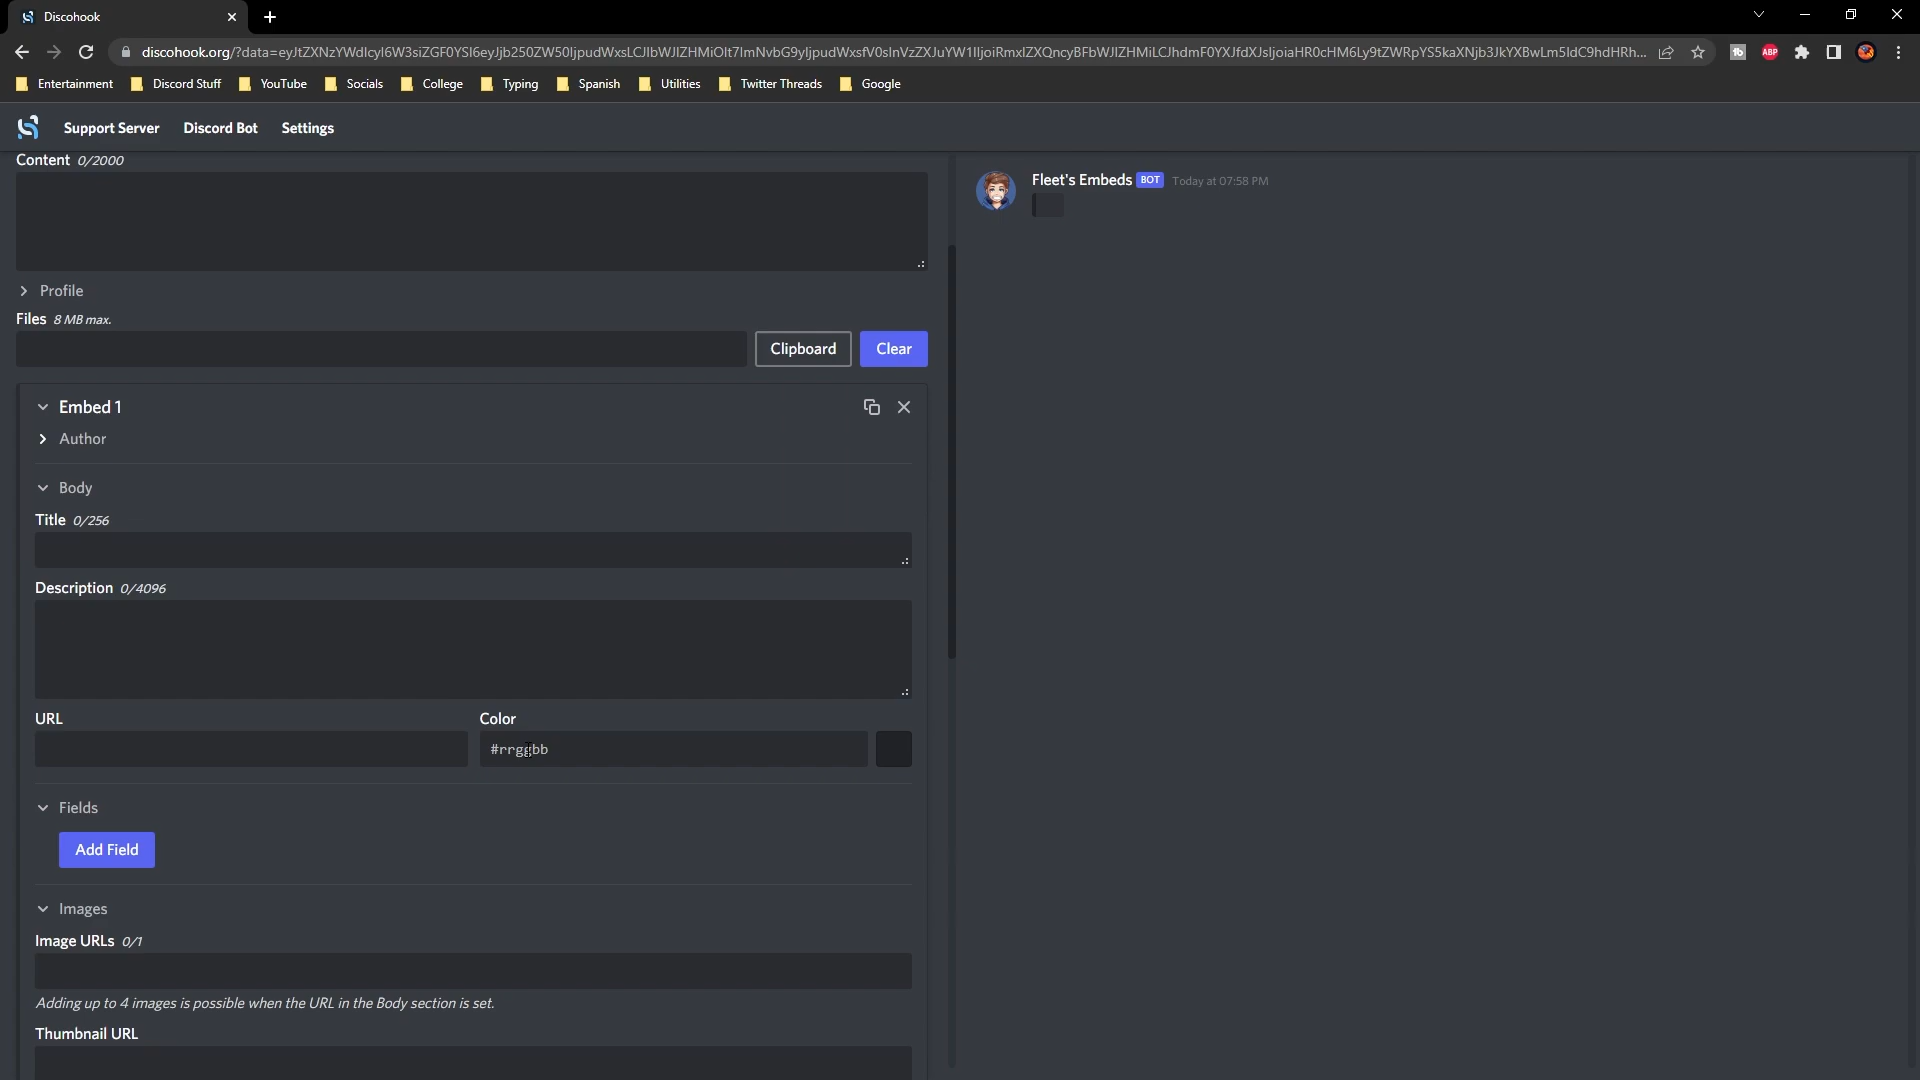 Discohook
discohook.org/?data=
Entertainment Discord Stuff YouTube Socials College Typing Spanish Utilities Twitter Threads Google
Support Server Discord Bot Settings
Content 0/2000
Profile
Files 8 MB max.
Clipboard Clear
Embed 1
Author
Body
Title 0/256
Description 0/4096
URL Color
#rrggbb
Fields
Add Field
Images
Image URLs 0/1
Adding up to 4 images is possible when the URL in the Body section is set.
Thumbnail URL
Fleet's Embeds BOT Today at 07:58 PM
ABP